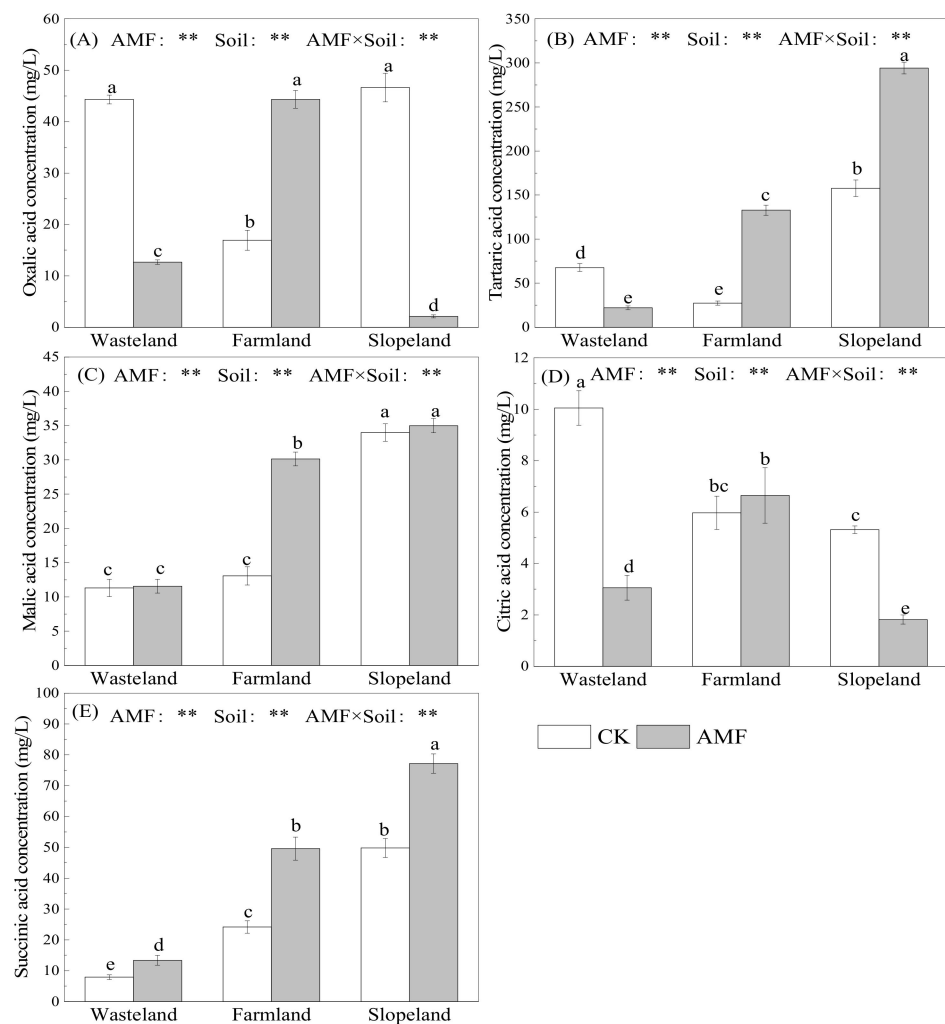 (A) AMF: ** Soil: ** AMF×Soil: **
Oxalic acid concentration (mg/L)
60
50
40
30
20
10
0
a
c
b
a
a
d
Wasteland Farmland Slopeland
(B) AMF: ** Soil: ** AMF×Soil: **
Tartaric acid concentration (mg/L)
350
300
250
200
150
100
50
0
d
e
e
c
b
a
Wasteland Farmland Slopeland
(C) AMF: ** Soil: ** AMF×Soil: **
Malic acid concentration (mg/L)
45
40
35
30
25
20
15
10
5
0
c
c
c
b
a
a
Wasteland Farmland Slopeland
(D) AMF: ** Soil: ** AMF×Soil: **
Citric acid concentration (mg/L)
12
10
8
6
4
2
0
a
d
bc
b
c
e
Wasteland Farmland Slopeland
(E) AMF: ** Soil: ** AMF×Soil: **
Succinic acid concentration (mg/L)
100
90
80
70
60
50
40
30
20
10
0
e
d
c
b
b
a
Wasteland Farmland Slopeland
CK AMF